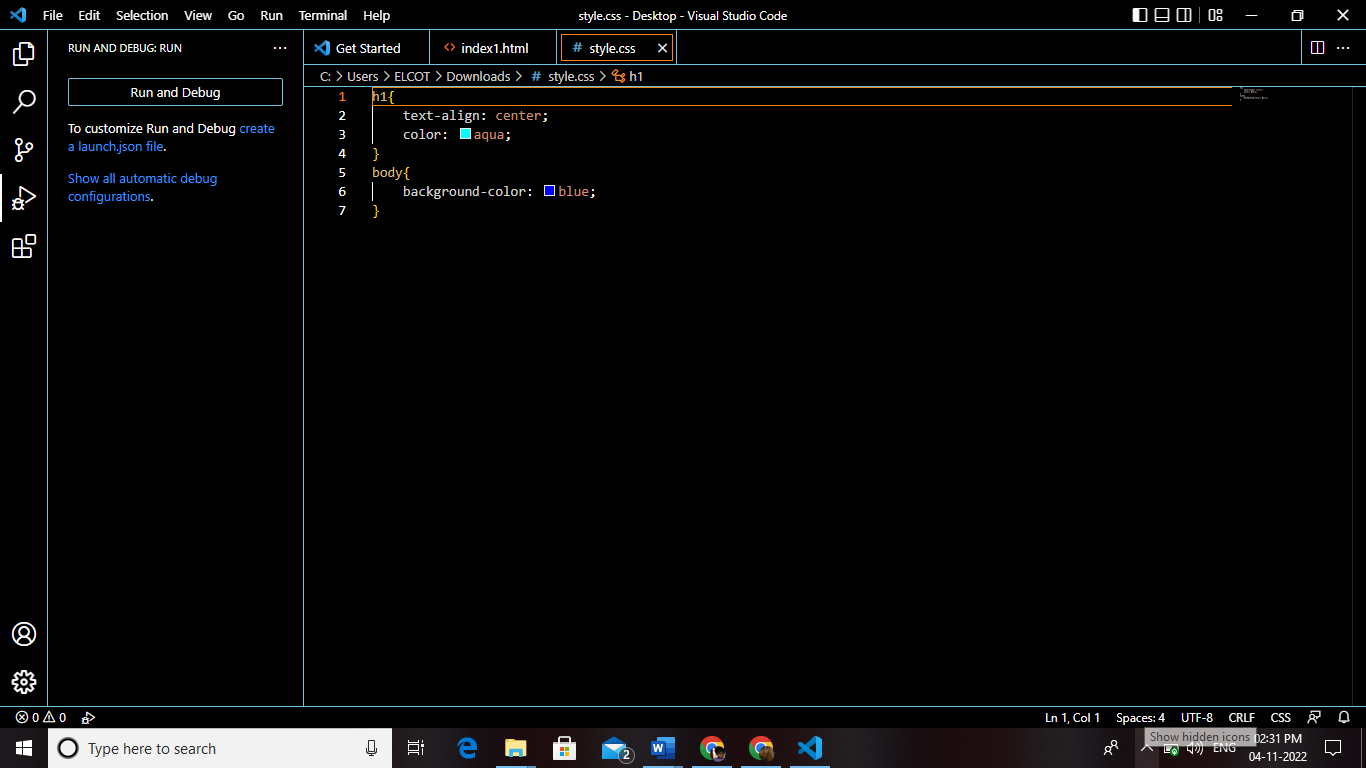 File Edit Selection View Go Run Terminal Help
style.css - Desktop - Visual Studio Code
RUN AND DEBUG: RUN
Run and Debug
To customize Run and Debug create
a launch.json file.
Show all automatic debug
configurations.
Get Started
index1.html
# style.css
C: > Users > ELCOT > Downloads > # style.css > h1
1 h1{
2 text-align: center;
3 color: aqua;
4 }
5 body{
6 background-color: blue;
7 }
0 0
Ln 1, Col 1 Spaces: 4 UTF-8 CRLF CSS
Type here to search
2
Show hidden icons
ENG
02:31 PM
04-11-2022